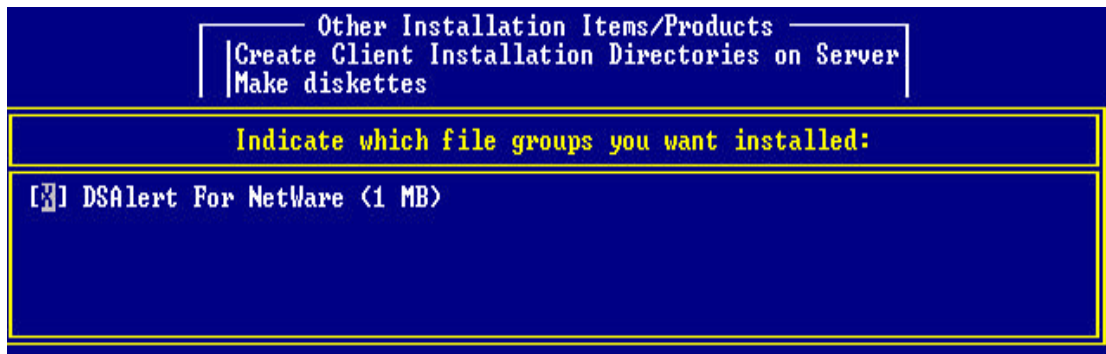 Other Installation Items/Products
Create Client Installation Directories on Server
Make diskettes
Indicate which file groups you want installed:
[X] DSAlert For NetWare (1 MB)